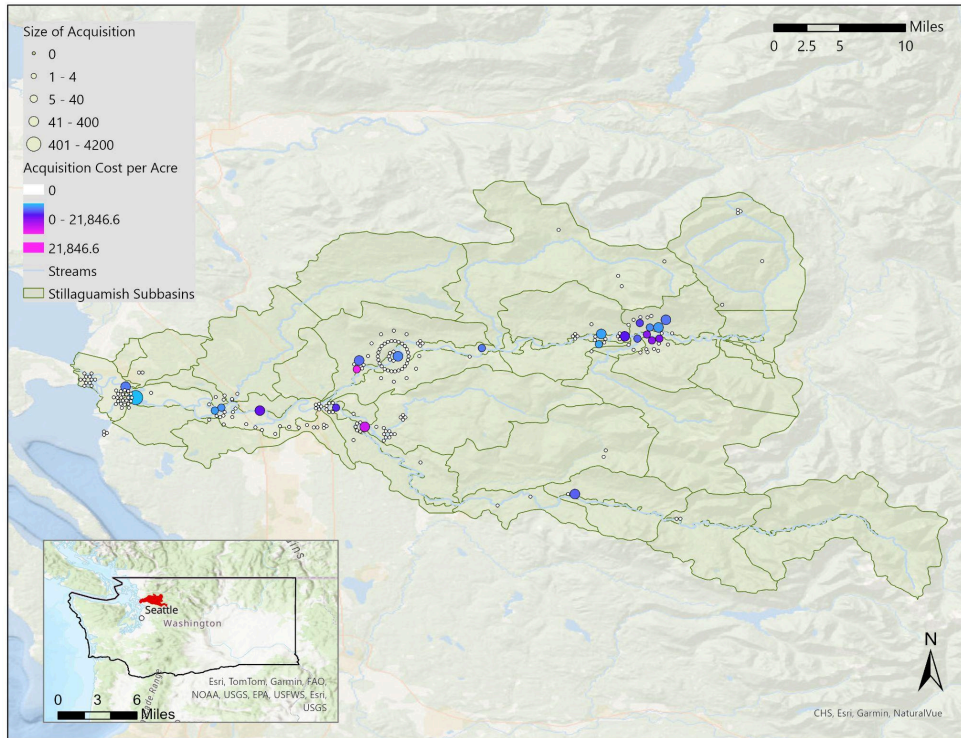 Size of Acquisition
0
1 - 4
5 - 40
41 - 400
401 - 4200
Acquisition Cost per Acre
0
0 - 21,846.6
21,846.6
Streams
Stillaguamish Subbasins
Miles
0 2.5 5 10
Seattle
Washington
Esri, TomTom, Garmin, FAO,
NOAA, USGS, EPA, USFWS, Esri,
USGS
0 3 6
Miles
N
CHS, Esri, Garmin, NaturalVue